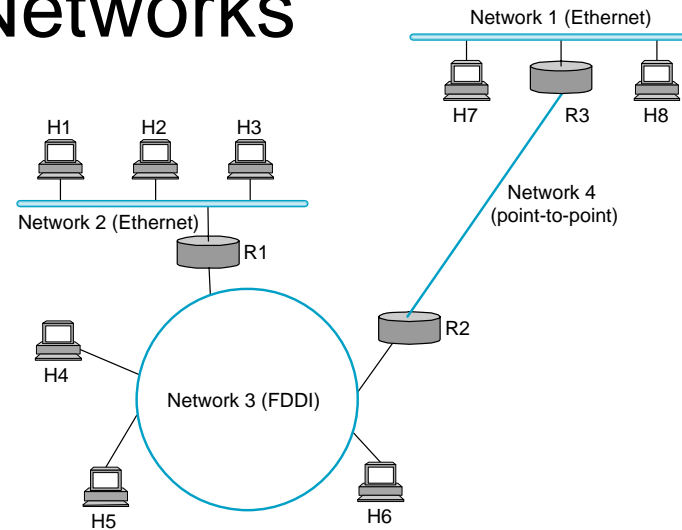 Networks
Network 1 (Ethernet)
H7
R3
H8
H1
H2
H3
Network 2 (Ethernet)
R1
Network 4
(point-to-point)
R2
H4
Network 3 (FDDI)
H5
H6